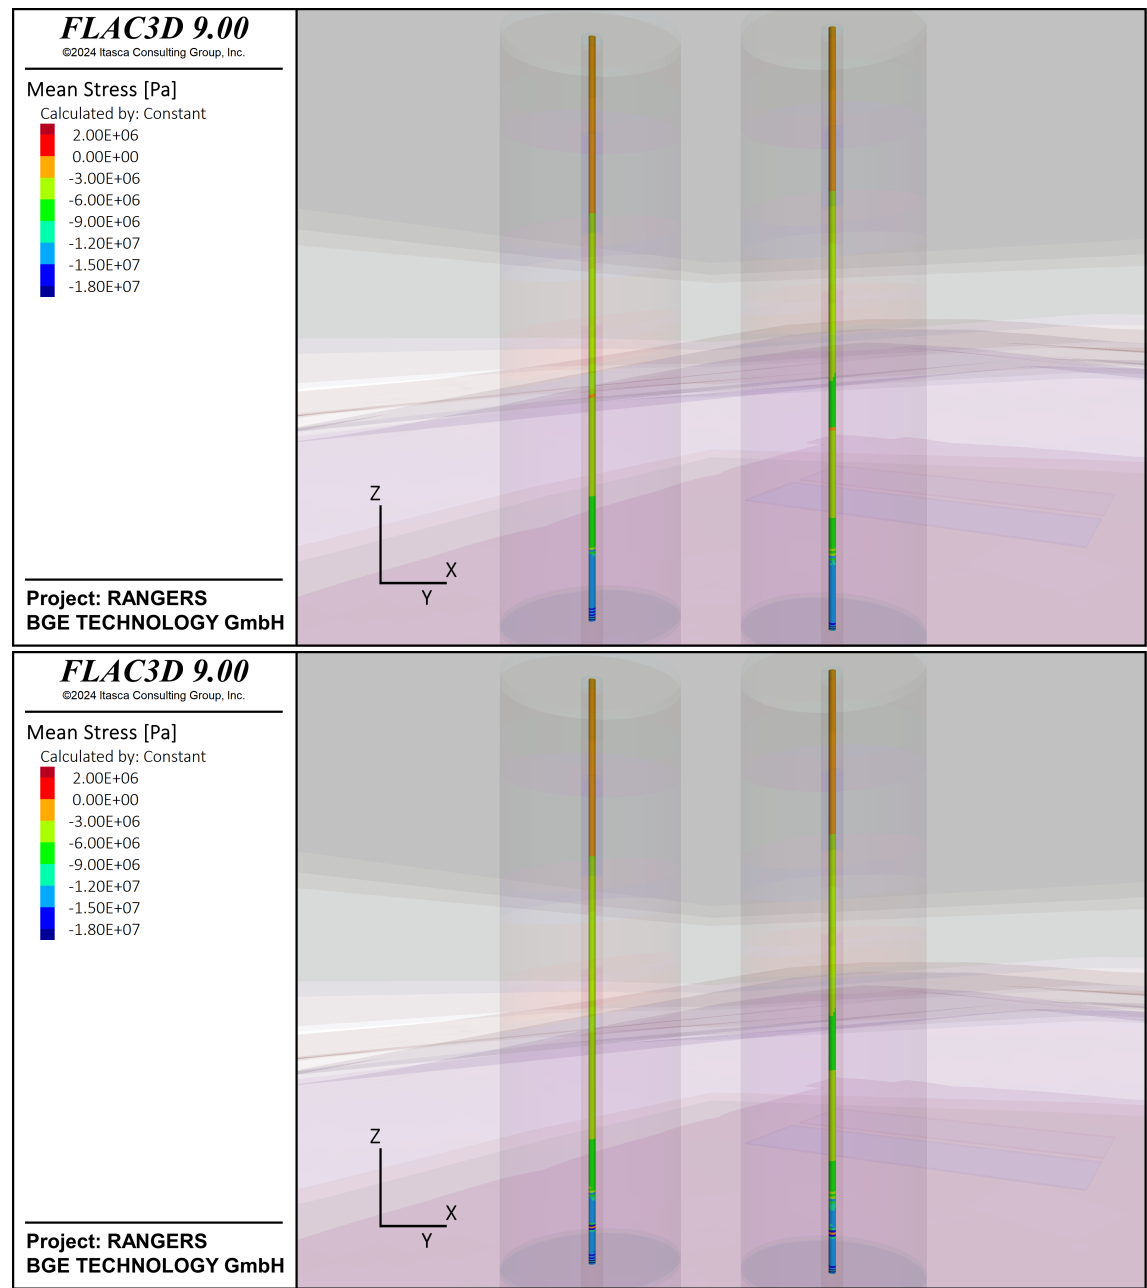 FLAC3D 9.00
©2024 Itasca Consulting Group, Inc.
Mean Stress [Pa]
Calculated by: Constant
2.00E+06
0.00E+00
-3.00E+06
-6.00E+06
-9.00E+06
-1.20E+07
-1.50E+07
-1.80E+07
Z
X
Y
Project: RANGERS
BGE TECHNOLOGY GmbH
FLAC3D 9.00
©2024 Itasca Consulting Group, Inc.
Mean Stress [Pa]
Calculated by: Constant
2.00E+06
0.00E+00
-3.00E+06
-6.00E+06
-9.00E+06
-1.20E+07
-1.50E+07
-1.80E+07
Z
X
Y
Project: RANGERS
BGE TECHNOLOGY GmbH